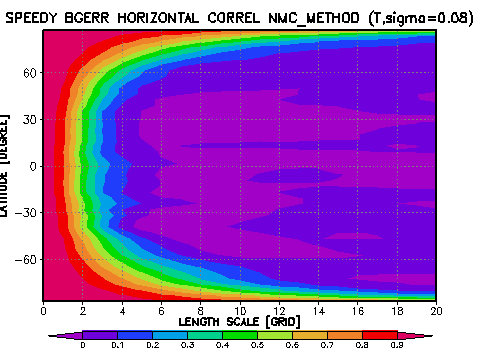 SPEEDY BGERR HORIZONTAL CORREL NMC_METHOD (T,sigma=0.08)
LATITUDE [DEGREE]
60
30
0
-30
-60
0 2 4 6 8 10 12 14 16 18 20
LENGTH SCALE [GRID]
0 0.1 0.2 0.3 0.4 0.5 0.6 0.7 0.8 0.9